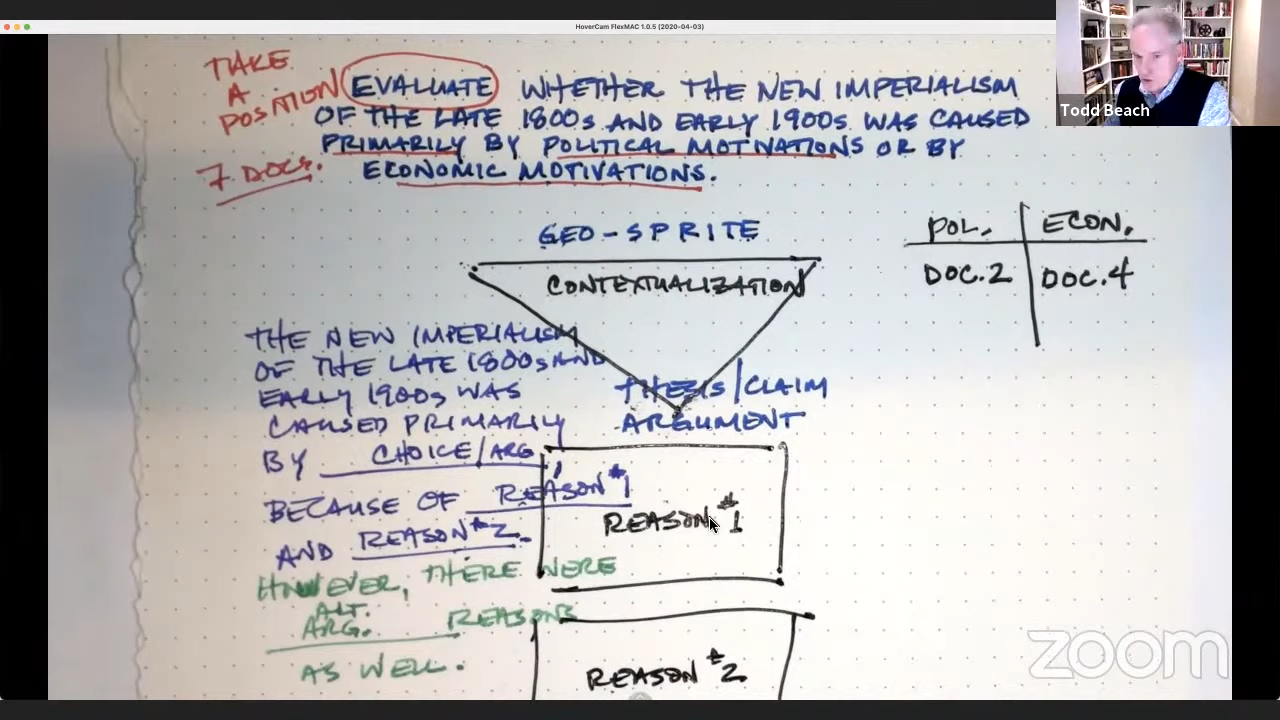 HoverCam FlexMAC 1.0.5 (2020-04-03)
Todd Beach
TAKE
A
POSITION
EVALUATE WHETHER THE NEW IMPERIALISM
OF THE LATE 1800s AND EARLY 1900s WAS CAUSED
PRIMARILY BY POLITICAL MOTIVATIONS OR BY
ECONOMIC MOTIVATIONS.
7 DOCS.
GEO-SPRITE
CONTEXTUALIZATION
POL. ECON.
DOC.2 DOC.4
THESIS/CLAIM
ARGUMENT
THE NEW IMPERIALISM
OF THE LATE 1800s AND
EARLY 1900s WAS
CAUSED PRIMARILY
BY CHOICE/ARG,
BECAUSE OF REASON #1
AND REASON #2.
HOWEVER, THERE WERE
ALT.
ARG. REASONS
AS WELL.
REASON #1
REASON #2
zoom